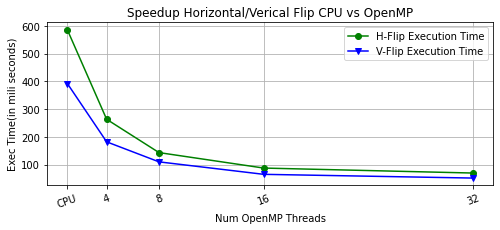 Speedup Horizontal/Verical Flip CPU vs OpenMP
H-Flip Execution Time
V-Flip Execution Time
Exec Time(in mili seconds)
600
500
400
300
200
100
CPU 4 8 16 32
Num OpenMP Threads